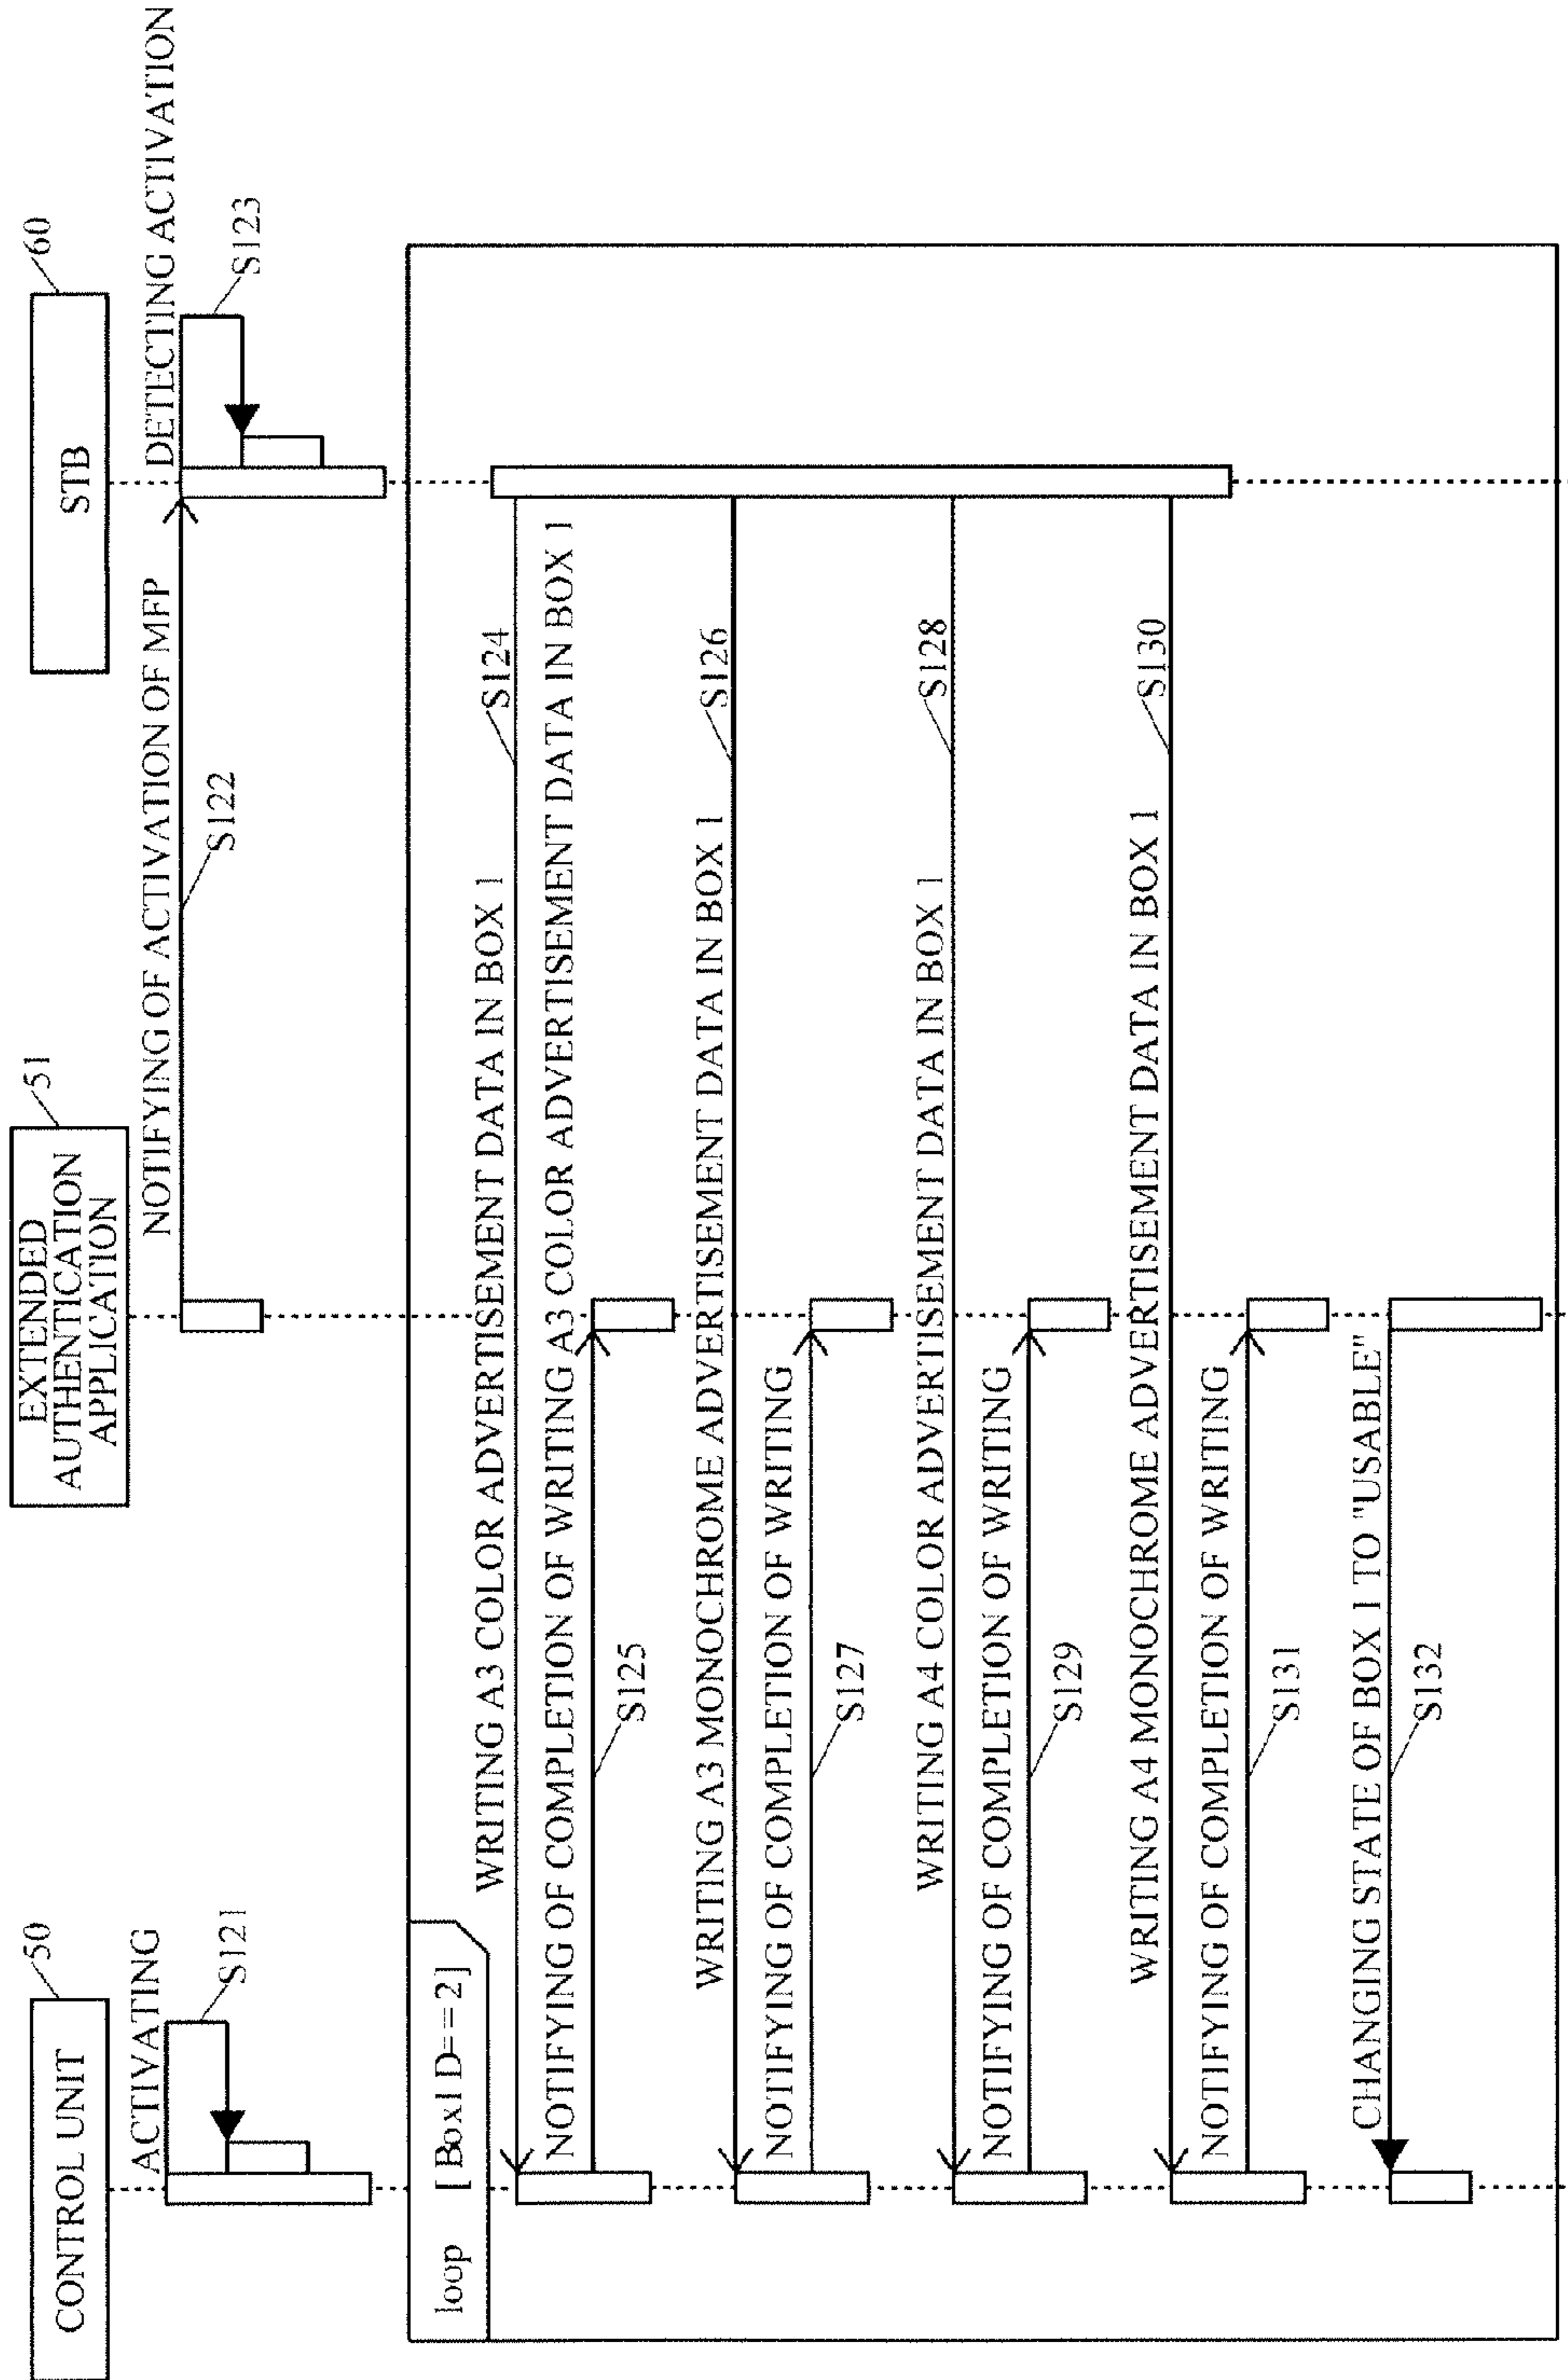 CONTROL UNIT
50
EXTENDED
AUTHENTICATION
APPLICATION
51
STB
60
ACTIVATING
S121
NOTIFYING OF ACTIVATION OF MFP
S122
DETECTING ACTIVATION
S123
loop [ Box1D==2]
WRITING A3 COLOR ADVERTISEMENT DATA IN BOX 1
S124
NOTIFYING OF COMPLETION OF WRITING A3 COLOR ADVERTISEMENT DATA IN BOX 1
S125
WRITING A3 MONOCHROME ADVERTISEMENT DATA IN BOX 1
S126
NOTIFYING OF COMPLETION OF WRITING
S127
WRITING A4 COLOR ADVERTISEMENT DATA IN BOX 1
S128
NOTIFYING OF COMPLETION OF WRITING
S129
WRITING A4 MONOCHROME ADVERTISEMENT DATA IN BOX 1
S130
NOTIFYING OF COMPLETION OF WRITING
S131
CHANGING STATE OF BOX 1 TO "USABLE"
S132